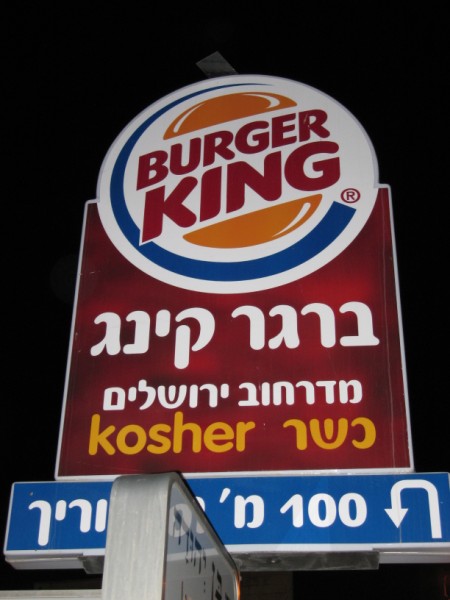 BURGER
KING
®
ברגר קינג
מדרחוב ירושלים
כשר kosher
100 מ׳